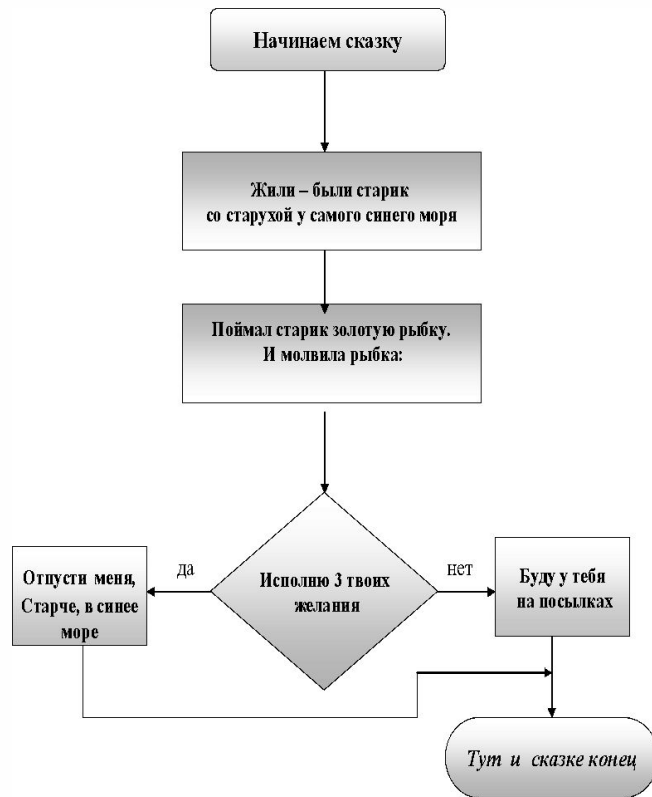 Начинаем сказку
Жили – были старик
со старухой у самого синего моря
Поймал старик золотую рыбку.
И молвила рыбка:
Исполню 3 твоих
желания
да
нет
Отпусти меня,
Старче, в синее
море
Буду у тебя
на посылках
Тут и сказке конец